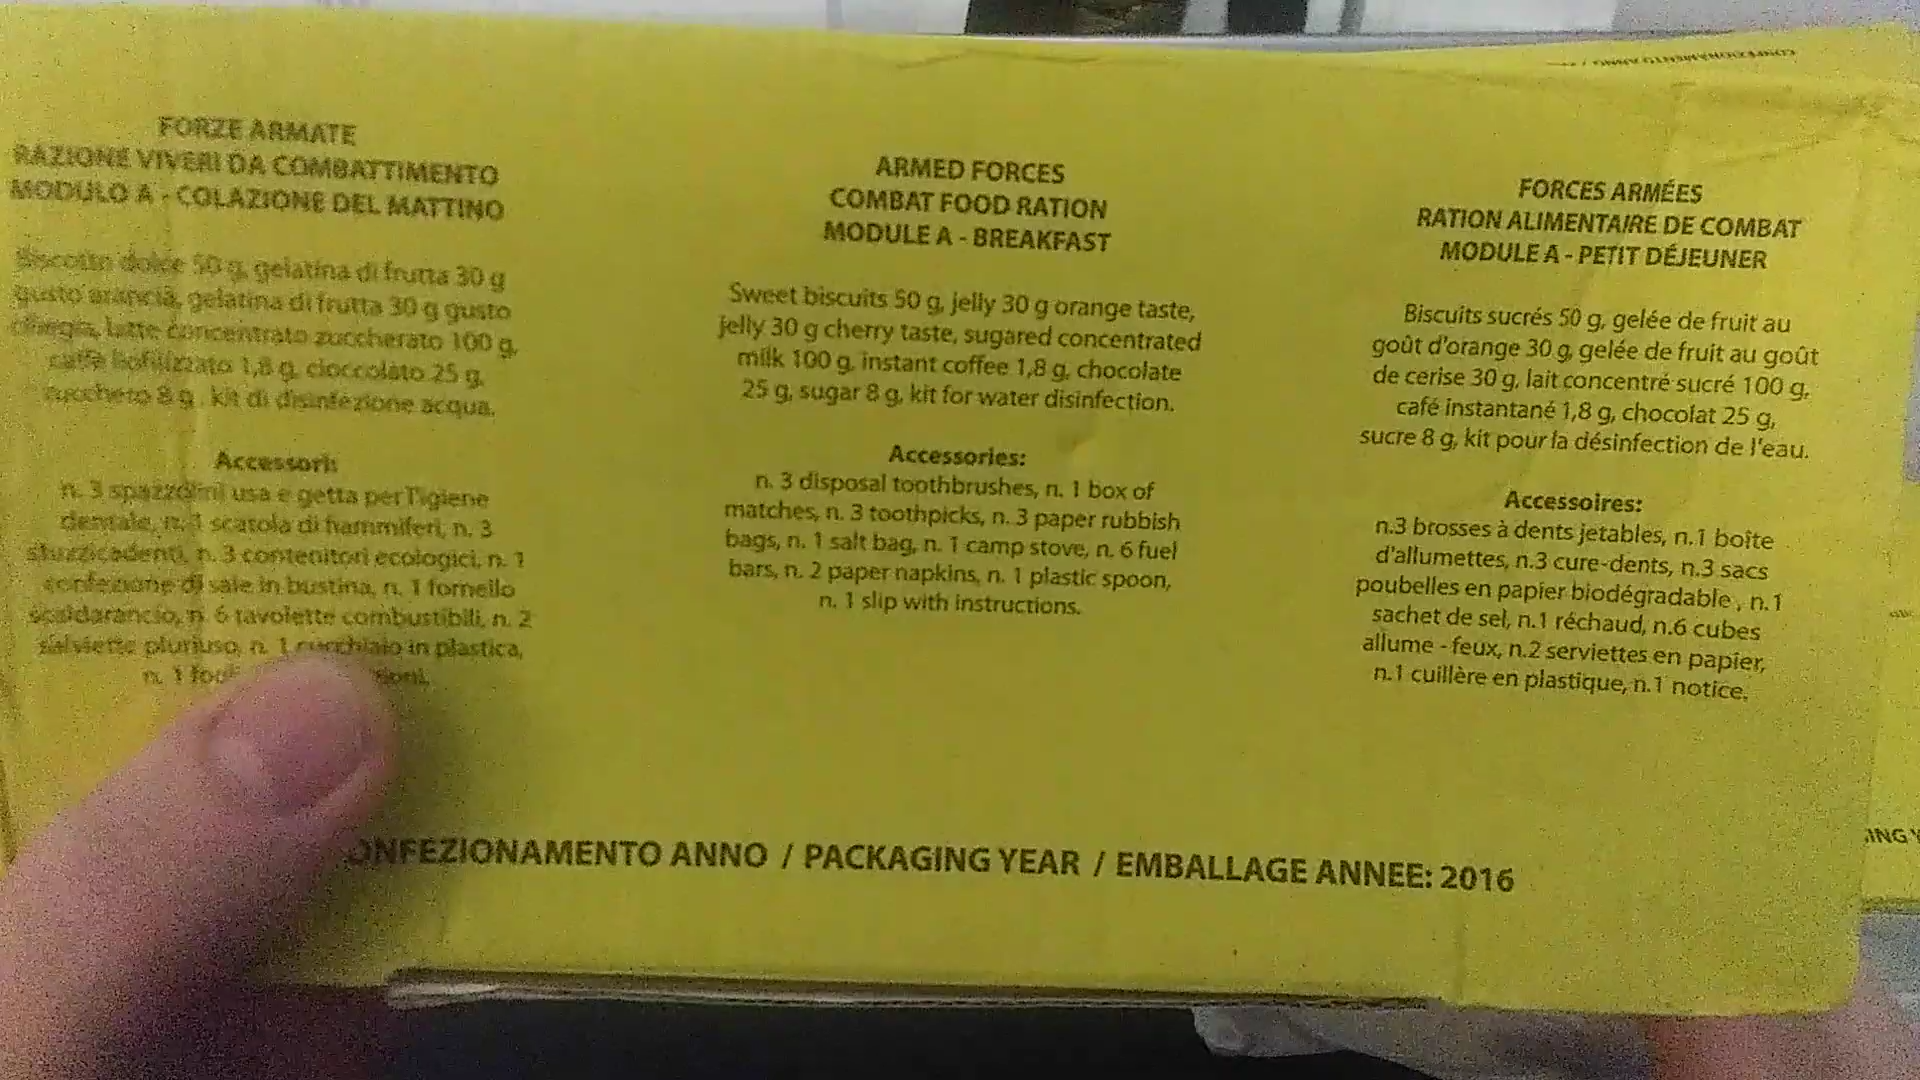 FORZE ARMATE
RAZIONE VIVERI DA COMBATTIMENTO
MODULO A - COLAZIONE DEL MATTINO
Biscotto dolce 50 g, gelatina di frutta 30 g
gusto arancia, gelatina di frutta 30 g gusto
ciliegia, latte concentrato zuccherato 100 g,
caffè liofilizzato 1,8 g, cioccolato 25 g,
zucchero 8 g, kit di disinfezione acqua.
Accessori:
n. 3 spazzolini usa e getta per l'igiene
dentale, n. 1 scatola di fiammiferi, n. 3
stuzzicadenti, n. 3 contenitori ecologici, n. 1
confezione di sale in bustina, n. 1 fornello
scaldarancio, n. 6 tavolette combustibili, n. 2
salviette pluriuso, n. 1 cucchiaio in plastica,
n. 1
ARMED FORCES
COMBAT FOOD RATION
MODULE A - BREAKFAST
Sweet biscuits 50 g, jelly 30 g orange taste,
jelly 30 g cherry taste, sugared concentrated
milk 100 g, instant coffee 1,8 g, chocolate
25 g, sugar 8 g, kit for water disinfection.
Accessories:
n. 3 disposal toothbrushes, n. 1 box of
matches, n. 3 toothpicks, n. 3 paper rubbish
bags, n. 1 salt bag, n. 1 camp stove, n. 6 fuel
bars, n. 2 paper napkins, n. 1 plastic spoon,
n. 1 slip with instructions.
FORCES ARMÉES
RATION ALIMENTAIRE DE COMBAT
MODULE A - PETIT DÉJEUNER
Biscuits sucrés 50 g, gelée de fruit au
goût d'orange 30 g, gelée de fruit au goût
de cerise 30 g, lait concentré sucré 100 g,
café instantané 1,8 g, chocolat 25 g,
sucre 8 g, kit pour la désinfection de l'eau.
Accessoires:
n.3 brosses à dents jetables, n.1 boîte
d'allumettes, n.3 cure-dents, n.3 sacs
poubelles en papier biodégradable , n.1
sachet de sel, n.1 réchaud, n.6 cubes
allume - feux, n.2 serviettes en papier,
n.1 cuillère en plastique, n.1 notice.
ONFEZIONAMENTO ANNO / PACKAGING YEAR / EMBALLAGE ANNEE: 2016